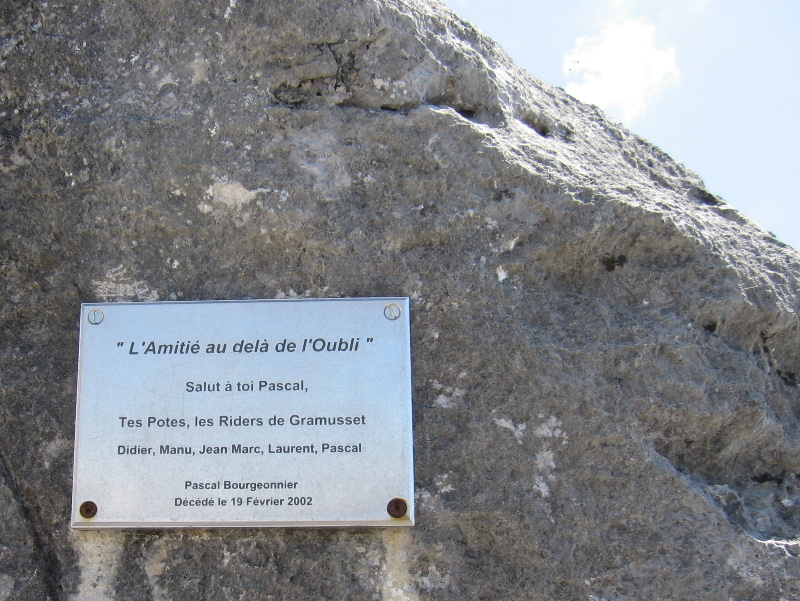 " L'Amitié au delà de l'Oubli "
Salut à toi Pascal,
Tes Potes, les Riders de Gramusset
Didier, Manu, Jean Marc, Laurent, Pascal
Pascal Bourgeonnier
Décédé le 19 Février 2002